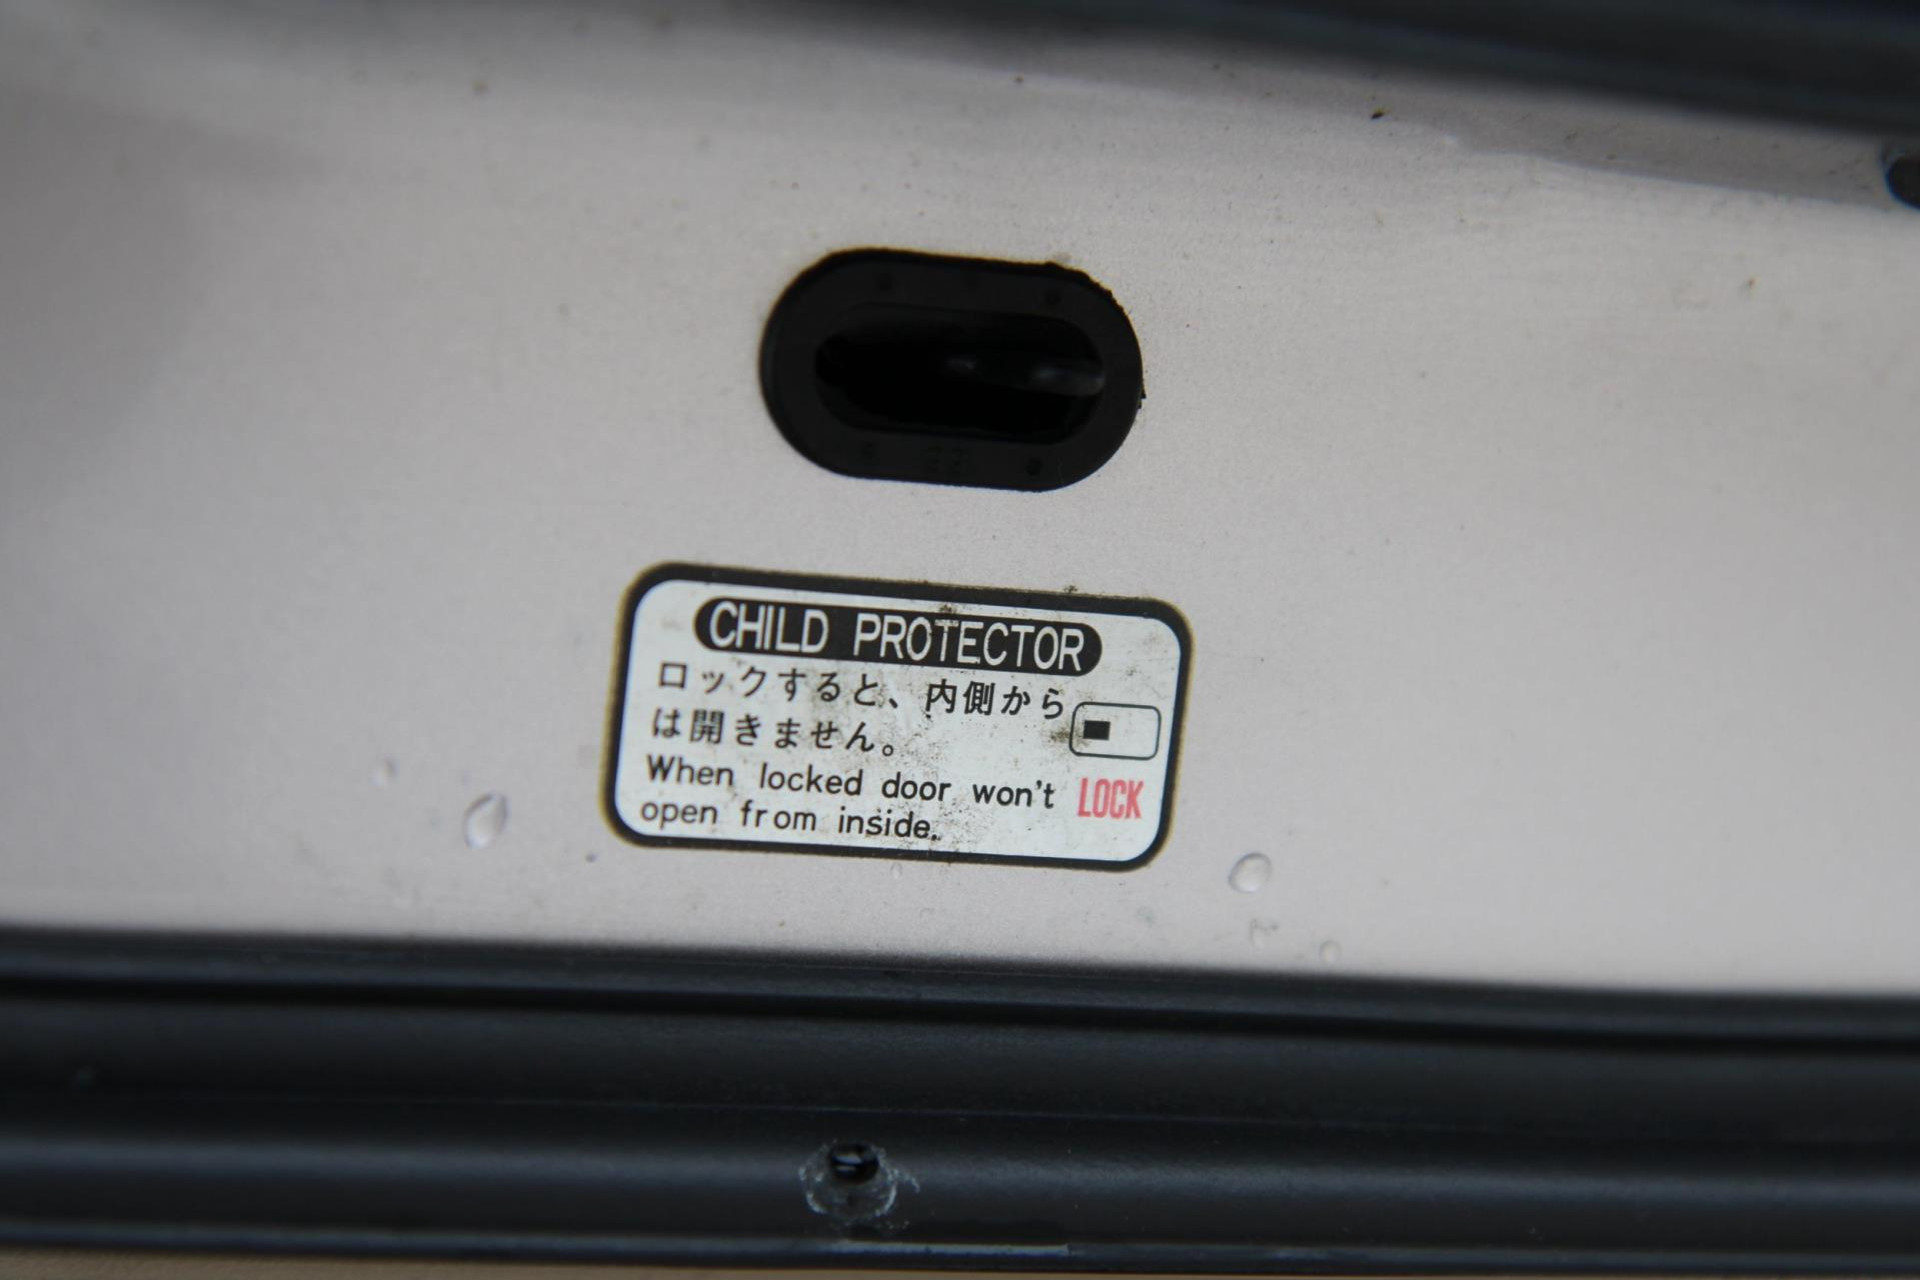 CHILD PROTECTOR
ロックすると、内側から
は開きません。
When locked door won't
open from inside.
LOCK